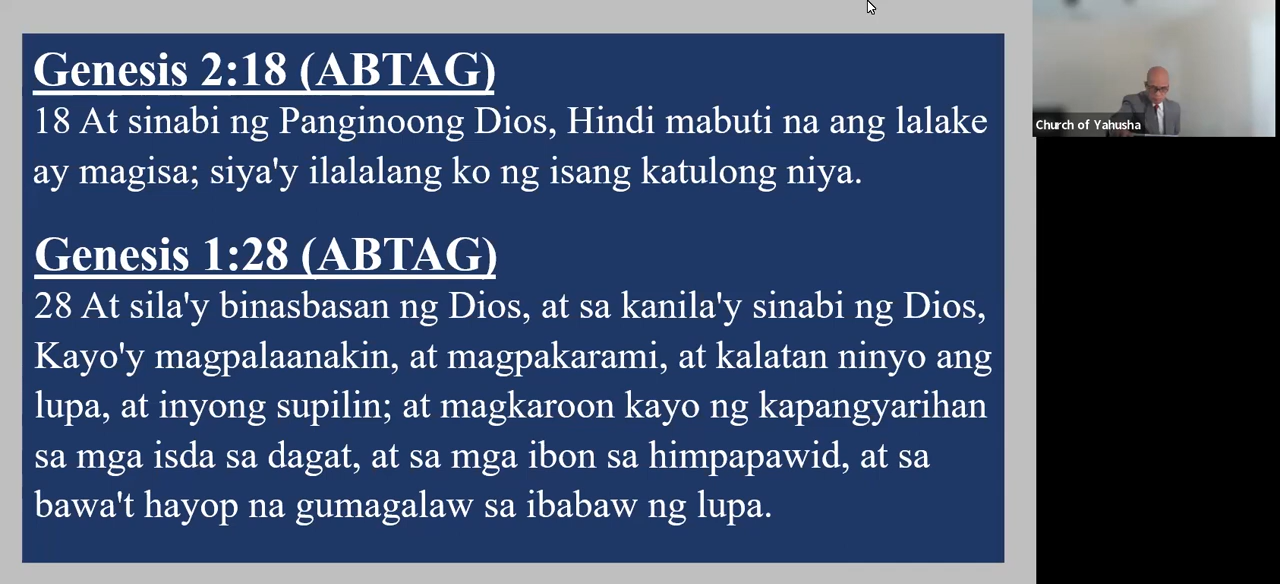 Genesis 2:18 (ABTAG)
18 At sinabi ng Panginoong Dios, Hindi mabuti na ang lalake
ay magisa; siya'y ilalalang ko ng isang katulong niya.
Genesis 1:28 (ABTAG)
28 At sila'y binasbasan ng Dios, at sa kanila'y sinabi ng Dios,
Kayo'y magpalaanakin, at magpakarami, at kalatan ninyo ang
lupa, at inyong supilin; at magkaroon kayo ng kapangyarihan
sa mga isda sa dagat, at sa mga ibon sa himpapawid, at sa
bawa't hayop na gumagalaw sa ibabaw ng lupa.
Church of Yahusha